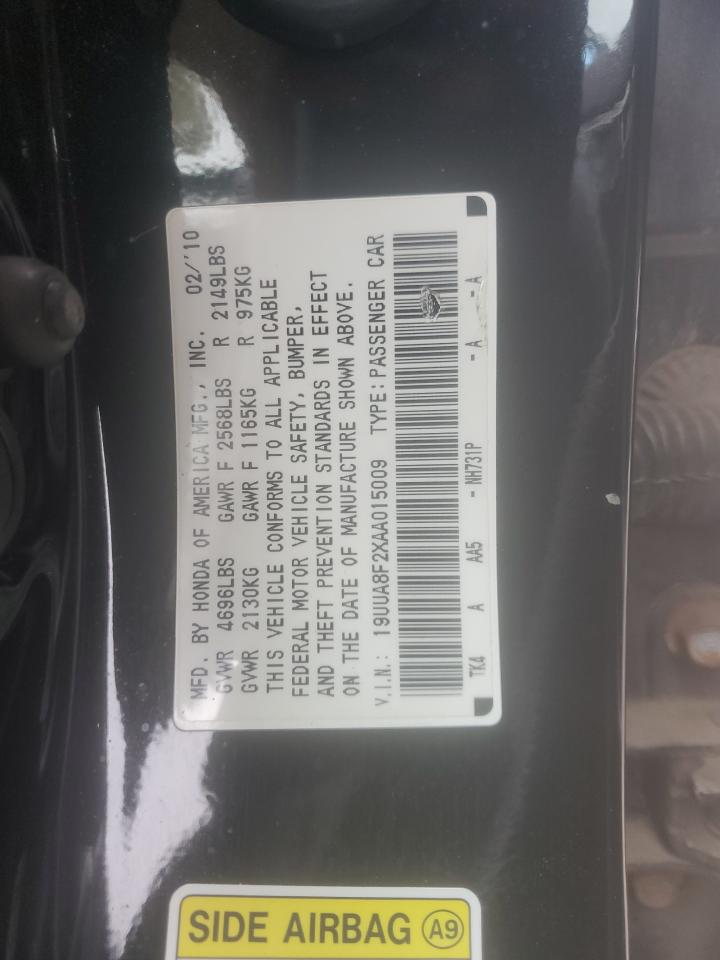 MFD. BY HONDA OF AMERICA MFG., INC. 02/'10
GVWR 4696LBS GAWR F 2568LBS R 2149LBS
GVWR 2130KG GAWR F 1165KG R 975KG
THIS VEHICLE CONFORMS TO ALL APPLICABLE
FEDERAL MOTOR VEHICLE SAFETY, BUMPER,
AND THEFT PREVENTION STANDARDS IN EFFECT
ON THE DATE OF MANUFACTURE SHOWN ABOVE.
V.I.N.: 19UUA8F2XAA015009 TYPE: PASSENGER CAR
TK4 A AA5 - NH731P - A - A
SIDE AIRBAG A9